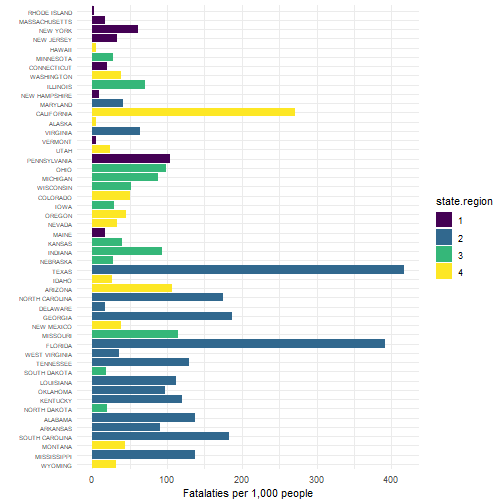 RHODE ISLAND
MASSACHUSETTS
NEW YORK
NEW JERSEY
HAWAII
MINNESOTA
CONNECTICUT
WASHINGTON
ILLINOIS
NEW HAMPSHIRE
MARYLAND
CALIFORNIA
ALASKA
VIRGINIA
VERMONT
UTAH
PENNSYLVANIA
OHIO
MICHIGAN
WISCONSIN
COLORADO
IOWA
OREGON
NEVADA
MAINE
KANSAS
INDIANA
NEBRASKA
TEXAS
IDAHO
ARIZONA
NORTH CAROLINA
DELAWARE
GEORGIA
NEW MEXICO
MISSOURI
FLORIDA
WEST VIRGINIA
TENNESSEE
SOUTH DAKOTA
LOUISIANA
OKLAHOMA
KENTUCKY
NORTH DAKOTA
ALABAMA
ARKANSAS
SOUTH CAROLINA
MONTANA
MISSISSIPPI
WYOMING
0 100 200 300 400
Fatalaties per 1,000 people
state.region
1
2
3
4